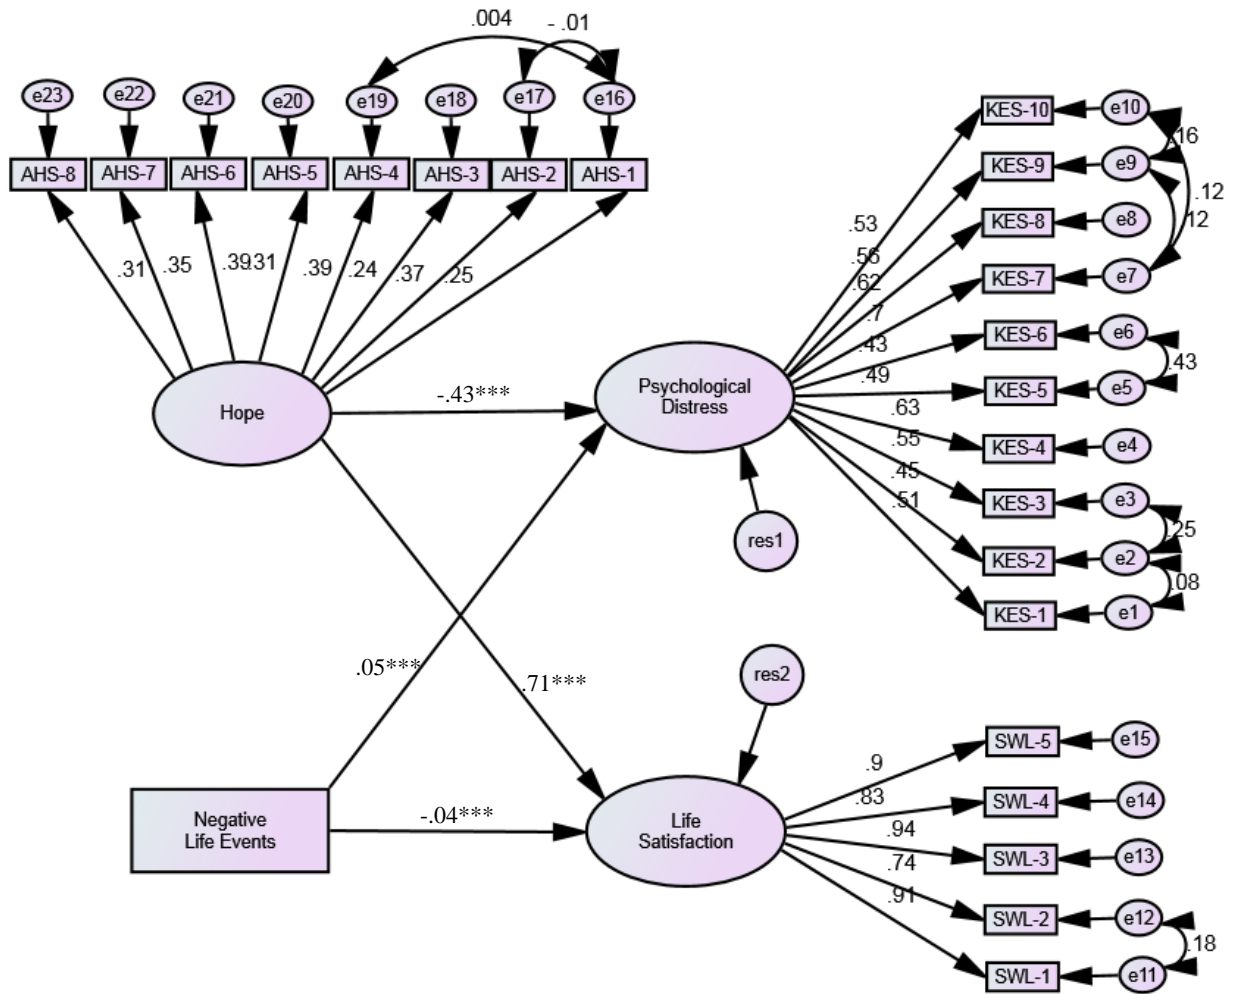 .004
- .01
e23
e22
e21
e20
e19
e18
e17
e16
AHS-8
AHS-7
AHS-6
AHS-5
AHS-4
AHS-3
AHS-2
AHS-1
.31
.35
.39
.31
.39
.24
.37
.25
Hope
-.43***
Psychological
Distress
res1
.53
.56
.62
.7
.43
.49
.63
.55
.45
.51
KES-10
KES-9
KES-8
KES-7
KES-6
KES-5
KES-4
KES-3
KES-2
KES-1
e10
e9
e8
e7
e6
e5
e4
e3
e2
e1
.16
.12
.12
.43
.25
.08
.05***
.71***
Negative
Life Events
-.04***
res2
Life
Satisfaction
.9
.83
.94
.74
.91
SWL-5
SWL-4
SWL-3
SWL-2
SWL-1
e15
e14
e13
e12
e11
.18